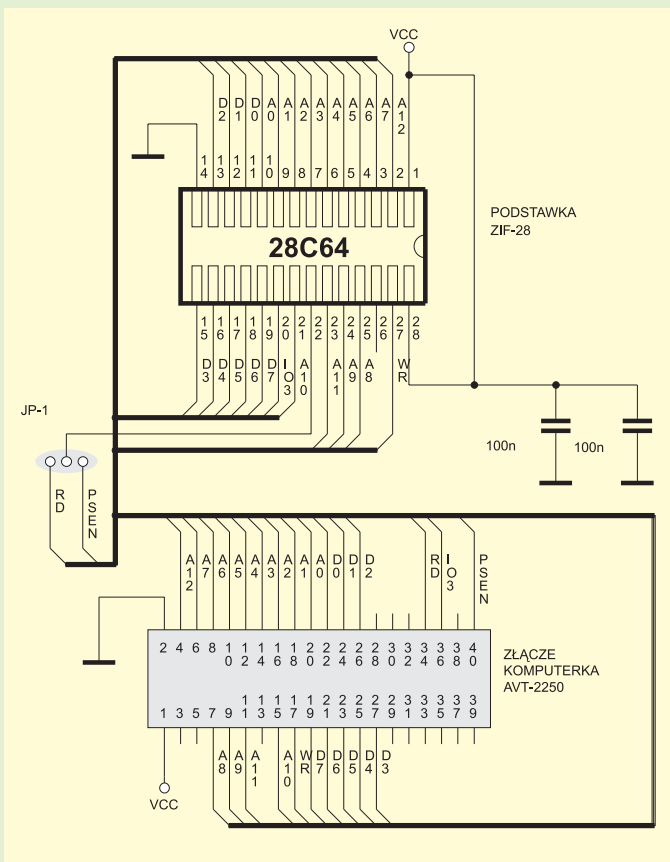 VCC
D2 D1 D0 A0 A1 A2 A3 A4 A5 A6 A7 A12
14 13 12 11 10 9 8 7 6 5 4 3 2 1
PODSTAWKA
ZIF-28
28C64
15 16 17 18 19 20 21 22 23 24 25 26 27 28
D3 D4 D5 D6 D7 IO3 A10 A11 A9 A8 WR
JP-1
100n 100n
RD PSEN
A12 A7 A6 A5 A4 A3 A2 A1 A0 D0 D1 D2 RD IO3 PSEN
2 4 6 8 10 12 14 16 18 20 22 24 26 28 30 32 34 36 38 40
ZŁĄCZE
KOMPUTERKA
AVT-2250
1 3 5 7 9 11 13 15 17 19 21 23 25 27 29 31 33 35 37 39
A8 A9 A11 A10 WR D7 D6 D5 D4 D3
VCC